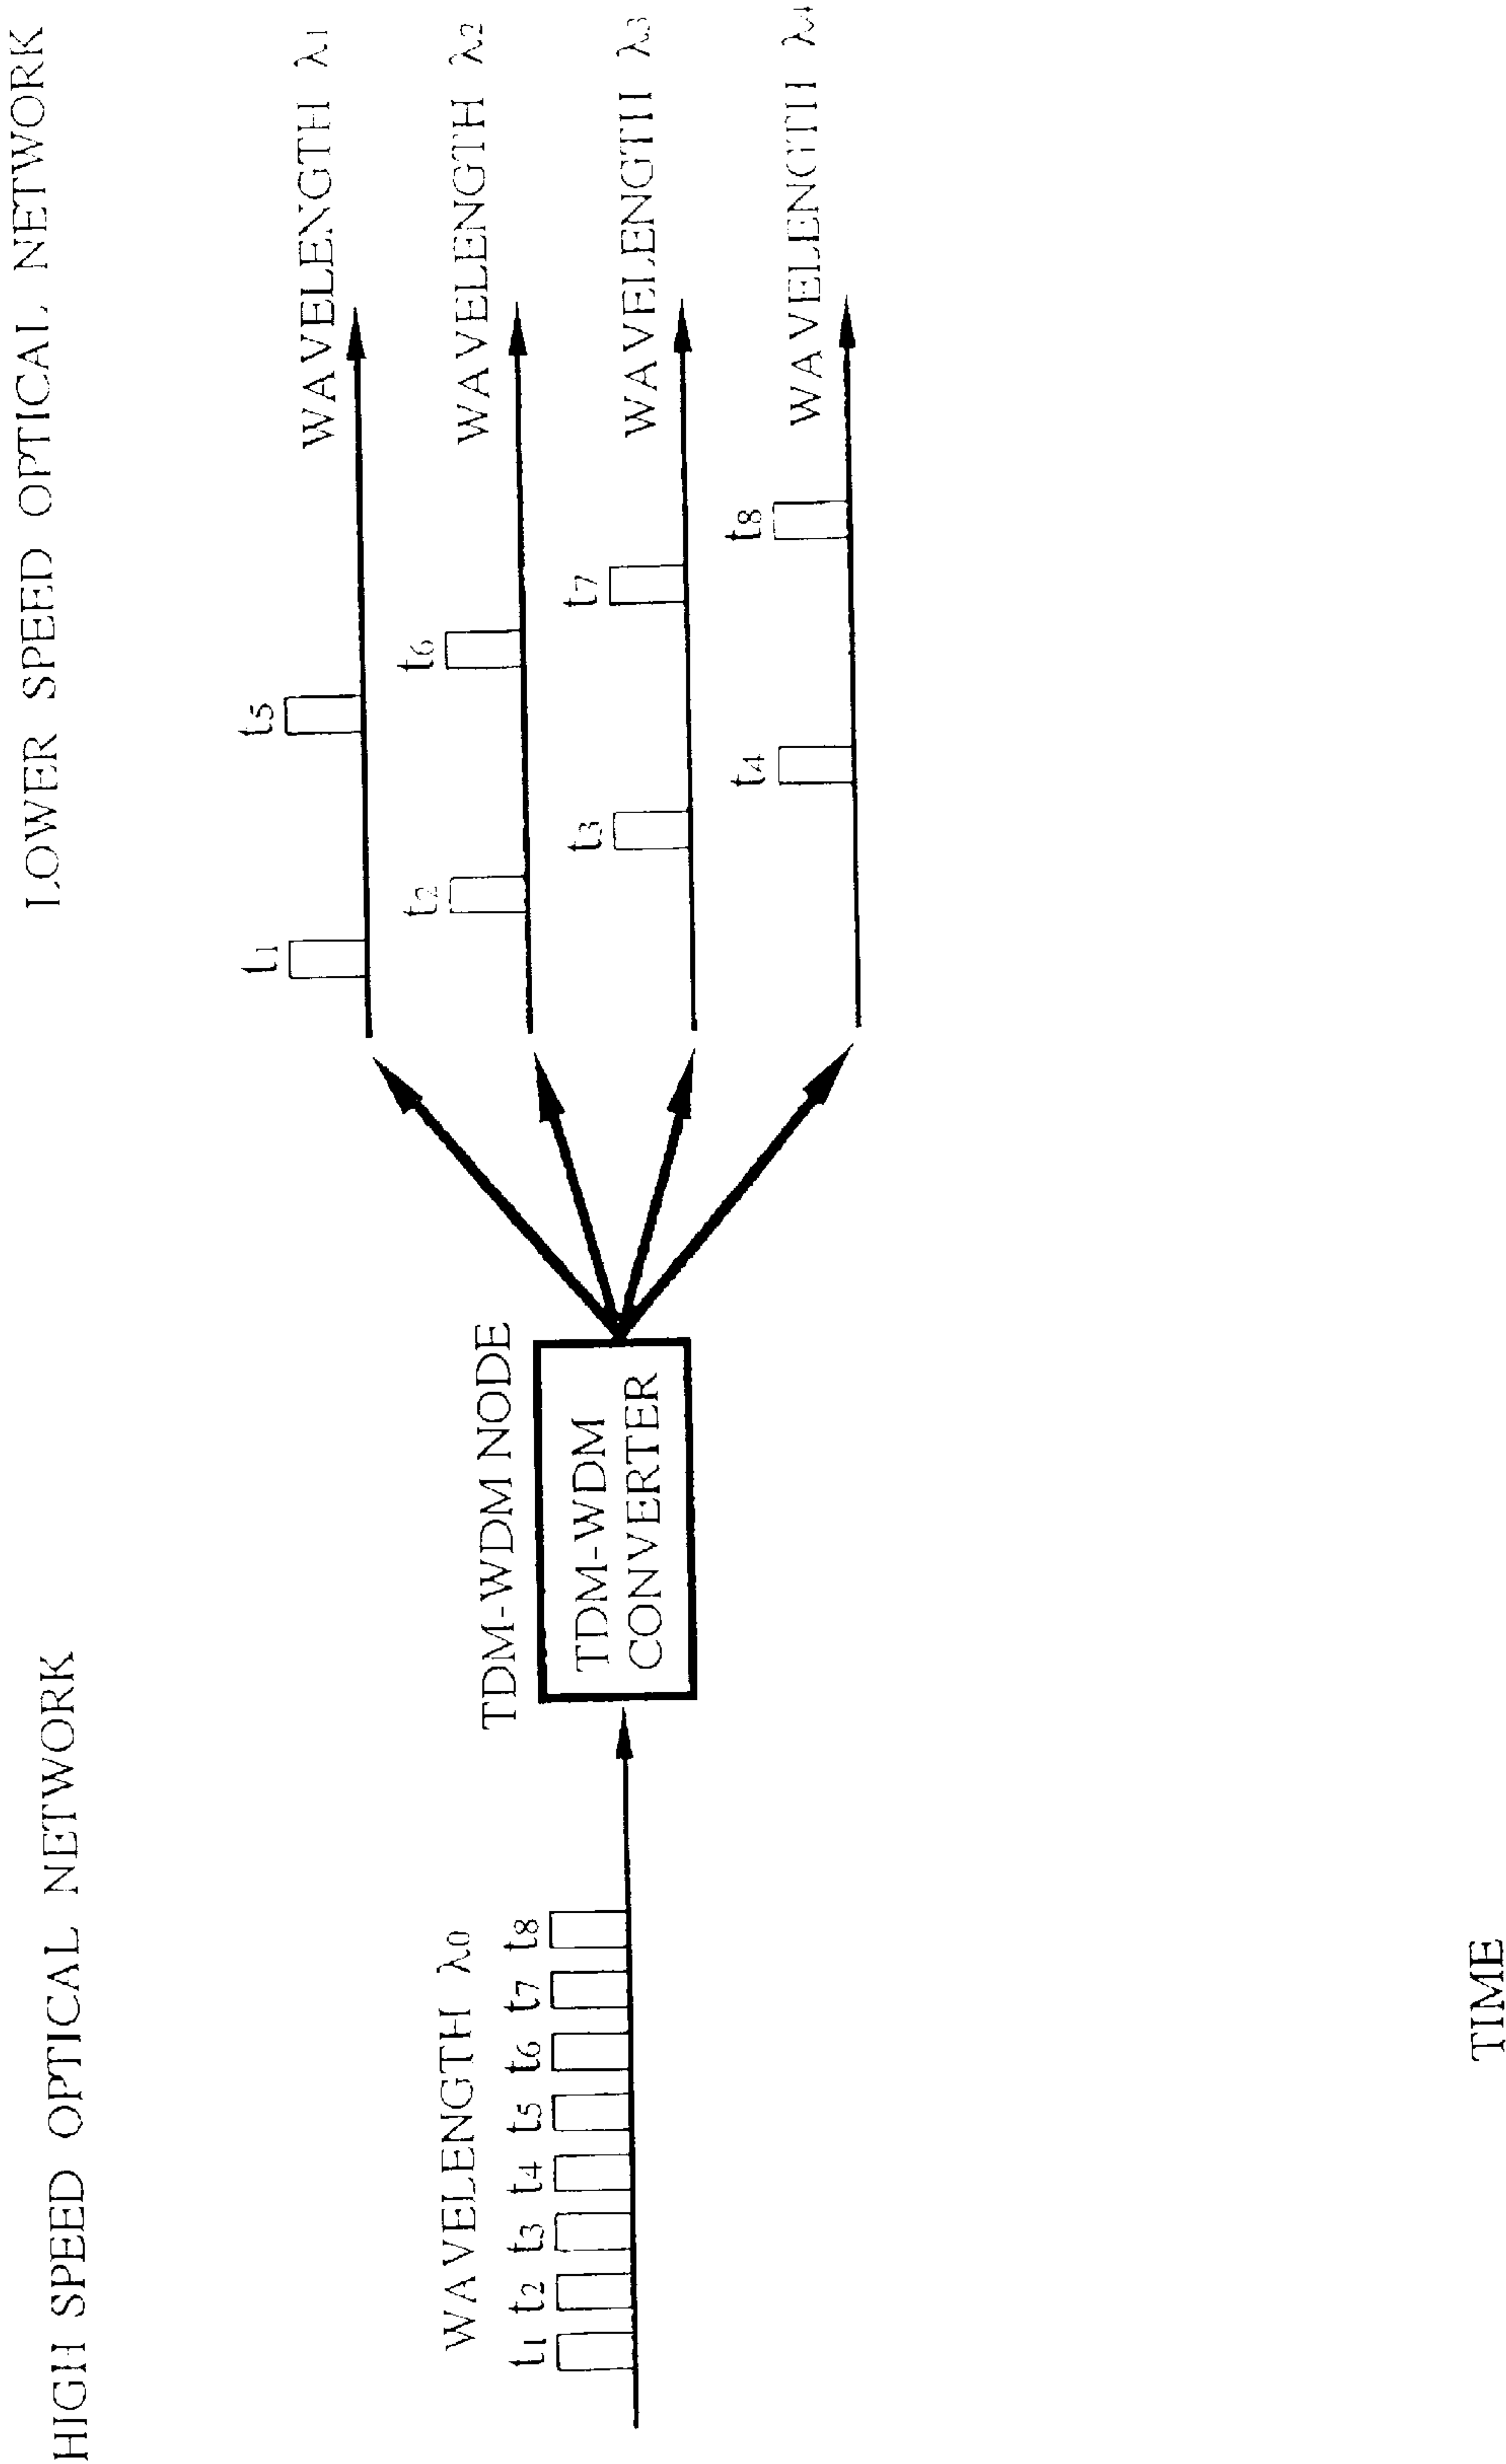 HIGH SPEED OPTICAL NETWORK
LOWER SPEED OPTICAL NETWORK
t1
t5
WAVELENGTH λ1
t2
t6
WAVELENGTH λ2
WAVELENGTH λ0
t1 t2 t3 t4 t5 t6 t7 t8
TDM-WDM NODE
TDM-WDM
CONVERTER
t3
t7
WAVELENGTH λ3
t4
t8
WAVELENGTH λ4
TIME